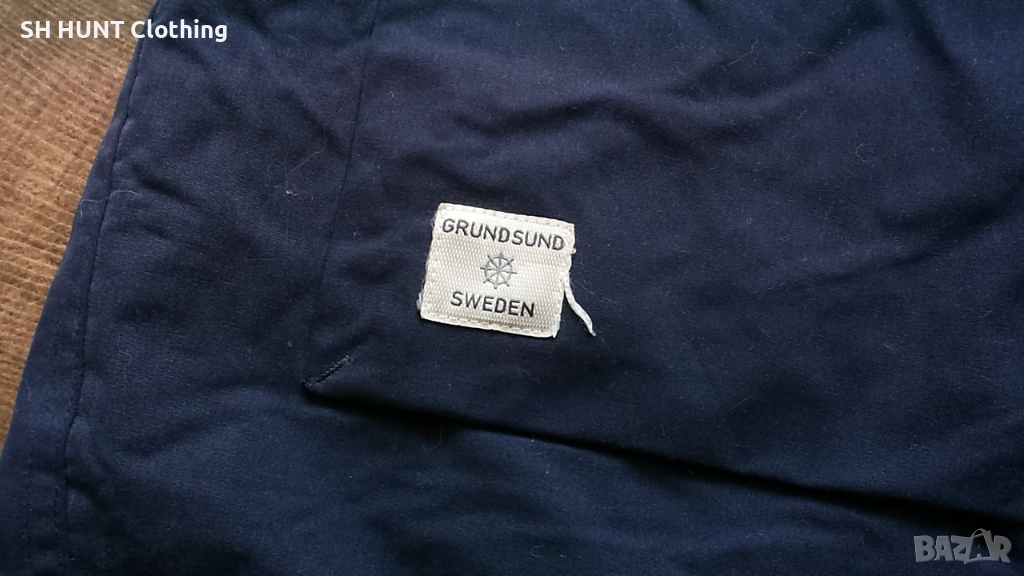 SH HUNT Clothing
GRUNDSUND
SWEDEN
BAZAR